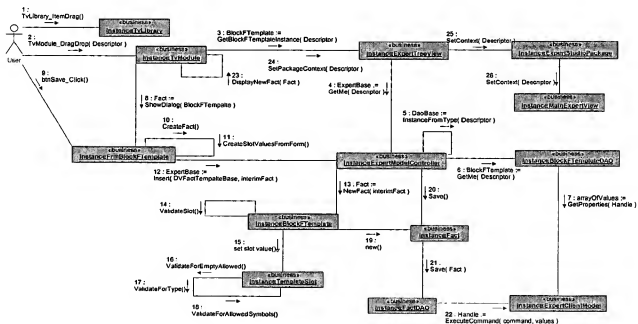 1 :
TvLibrary_ItemDrag()
«business»
InstanceTvLibrary
2 :
TvModule_DragDrop( Descriptor )
User
9 :
btnSave_Click()
«business»
InstanceTvModule
3 : BlockFTemplate :=
GetBlockFTemplateInstance( Descriptor )
24 :
SetPackageContext( Descriptor )
«business»
InstanceExpertTreeView
25 :
SetContext( Descriptor )
«business»
InstanceExpertStudioPackage
26 :
SetContext( Descriptor )
«business»
InstanceMainExpertView
23 :
DisplayNewFact( Fact )
8 : Fact :=
ShowDialog( BlockFTempalte )
4 : ExpertBase :=
GetMe( Descriptor )
5 : DaoBase :=
InstanceFromType( Descriptor )
10 :
CreateFact()
11 :
CreateSlotValuesFromForm()
«business»
InstanceFrmBlockFTemplate
12 : ExpertBase :=
Insert( DVFactTempalteBase, interimFact )
«business»
InstanceExpertModelController
6 : BlockFTemplate :=
GetMe( Descriptor )
«business»
InstanceBlockFTemplateDAO
7 : arrayOfValues :=
GetProperties( Handle )
13 : Fact :=
NewFact( interimFact )
20 :
Save()
14 :
ValidateSlot()
«business»
InstanceBlockFTemplate
19 :
new()
«business»
InstanceFact
15 :
set slot value()
16 :
ValidateForEmptyAllowed()
17 :
ValidateForType()
«business»
InstanceTemplateSlot
18 :
ValidateForAllowedSymbols()
21 :
Save( Fact )
«business»
InstanceFactDAO
22 : Handle :=
ExecuteCommand( command, values )
«business»
InstanceExpertClientModel